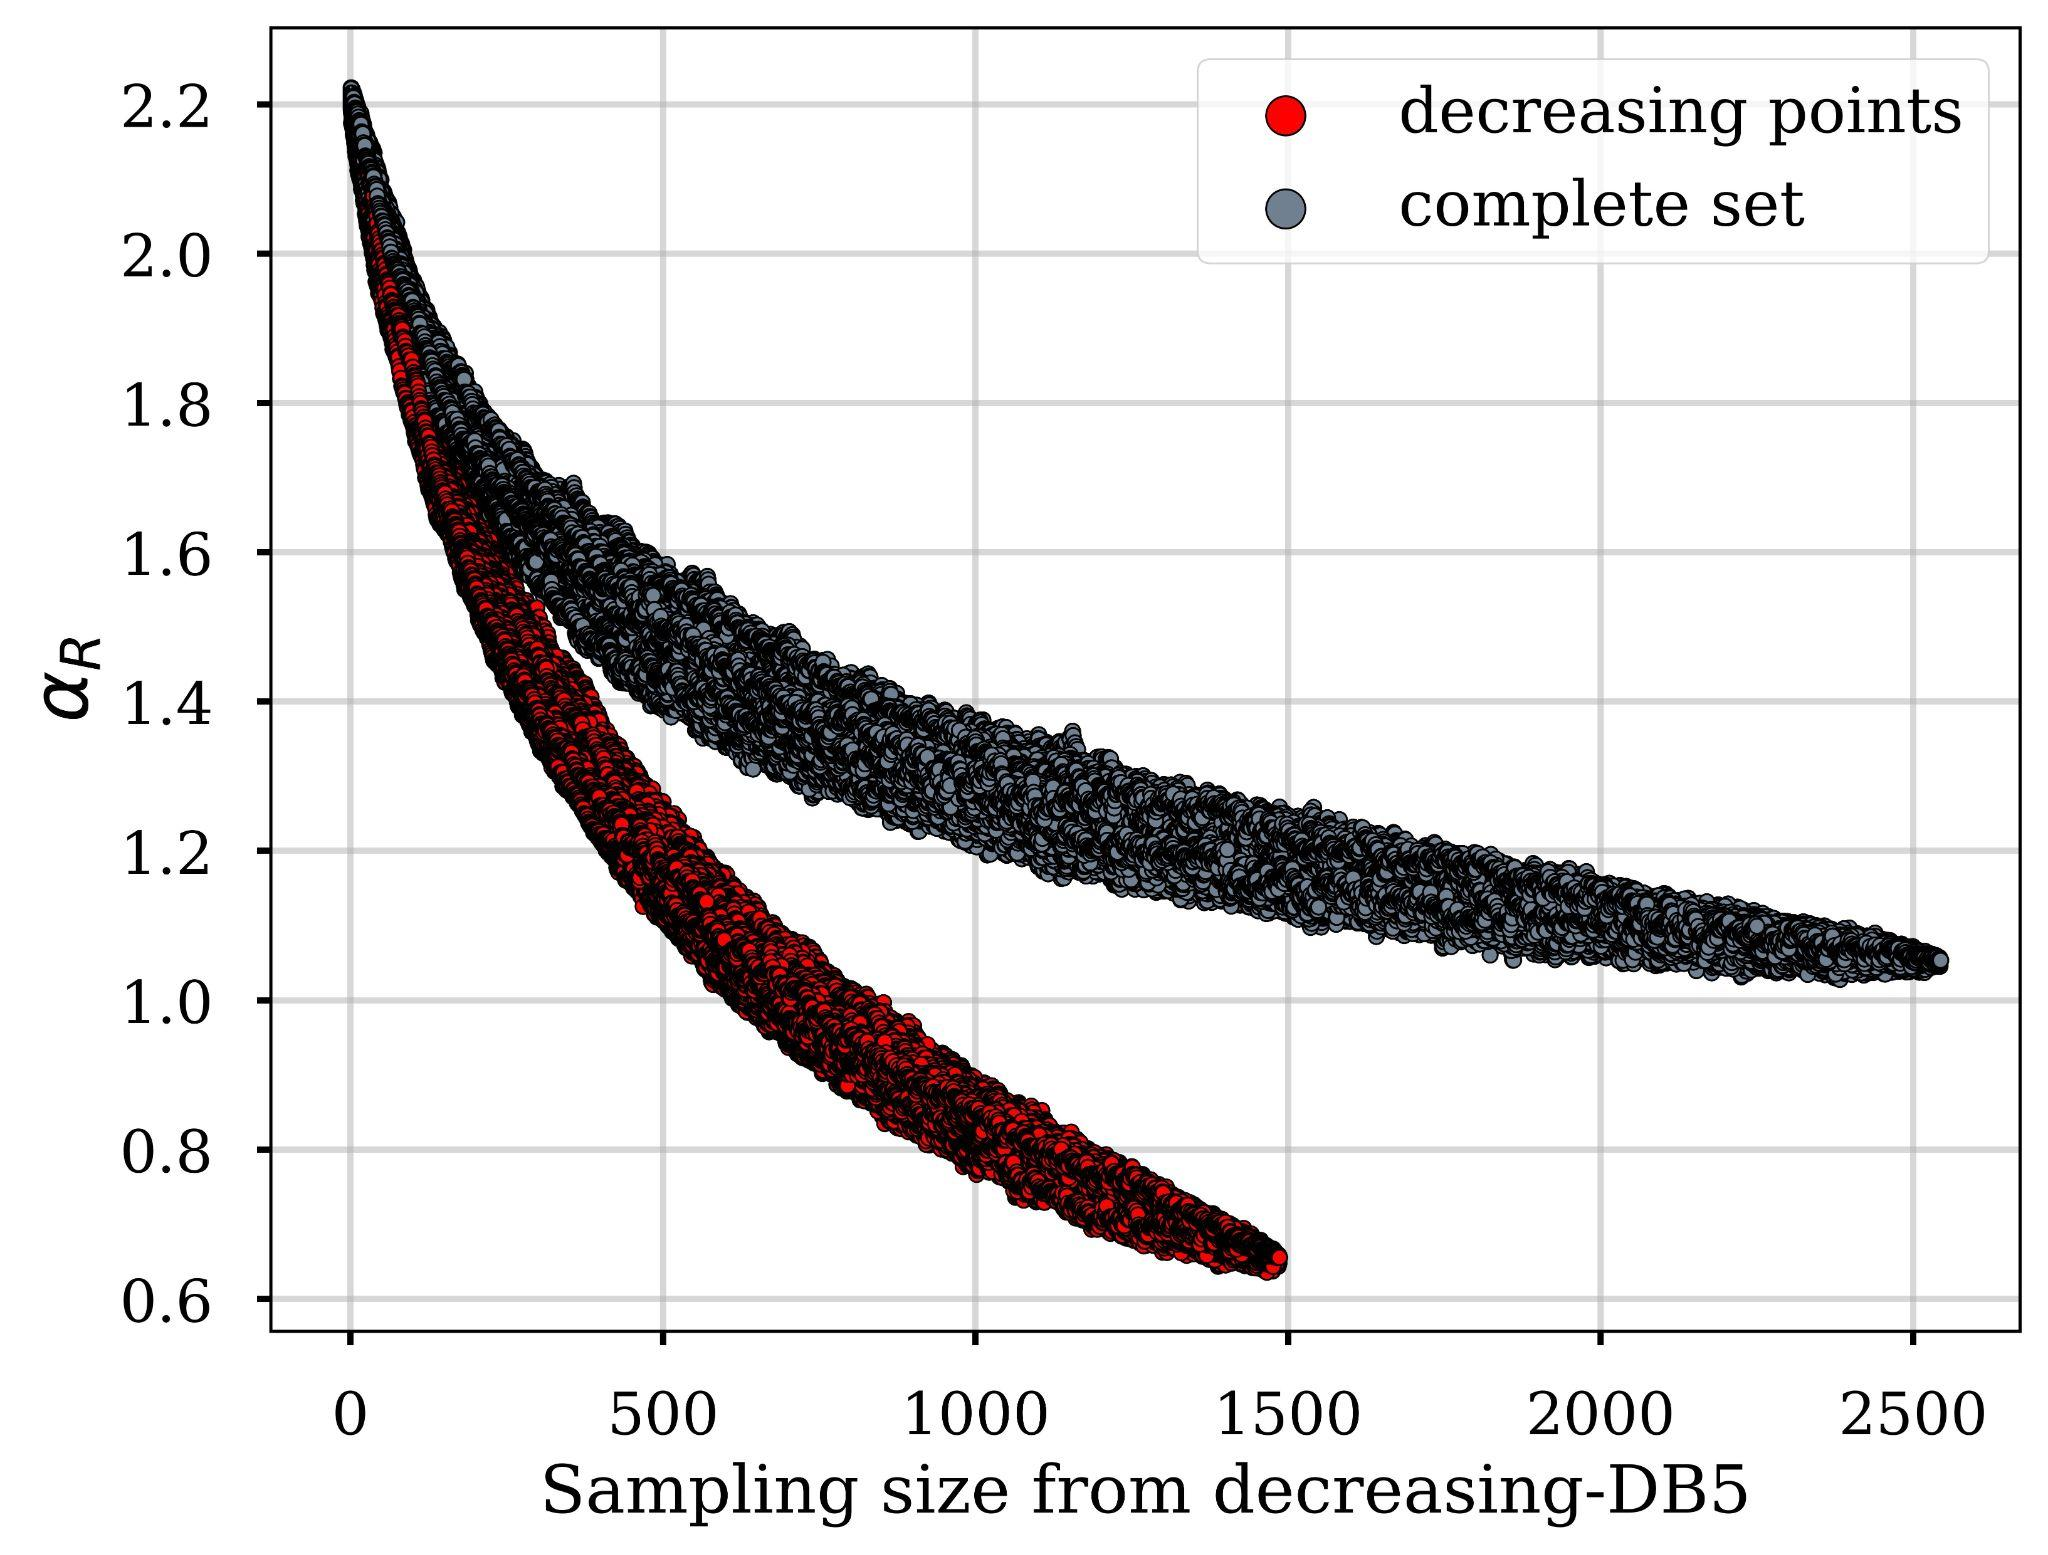 decreasing points
complete set
2.2
2.0
1.8
1.6
1.4
1.2
1.0
0.8
0.6
α_R
0 500 1000 1500 2000 2500
Sampling size from decreasing-DB5